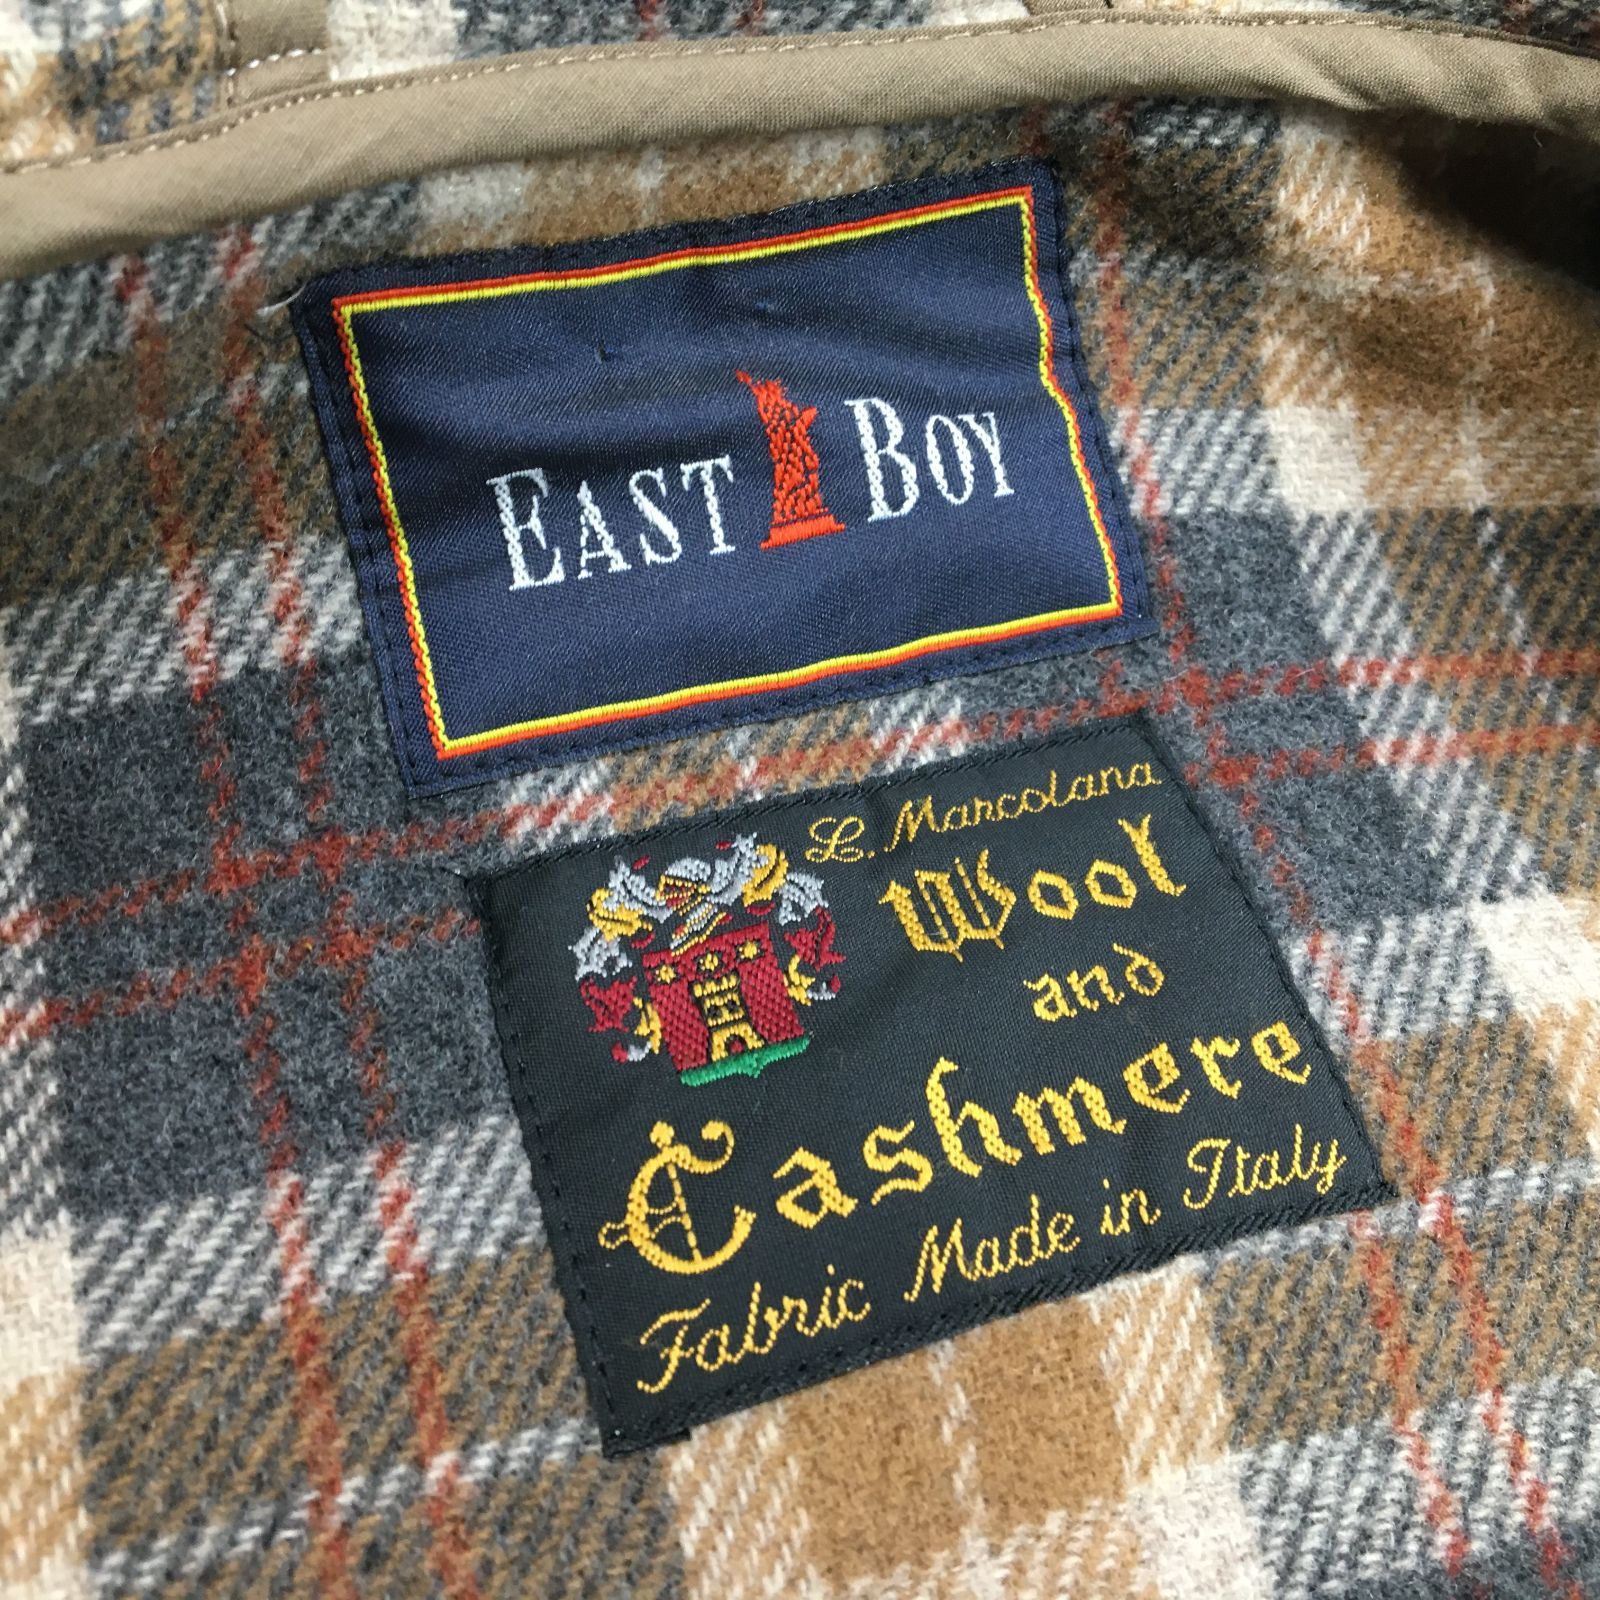 EAST BOY
L. Marcolana
Wool
and
Cashmere
Fabric Made in Italy